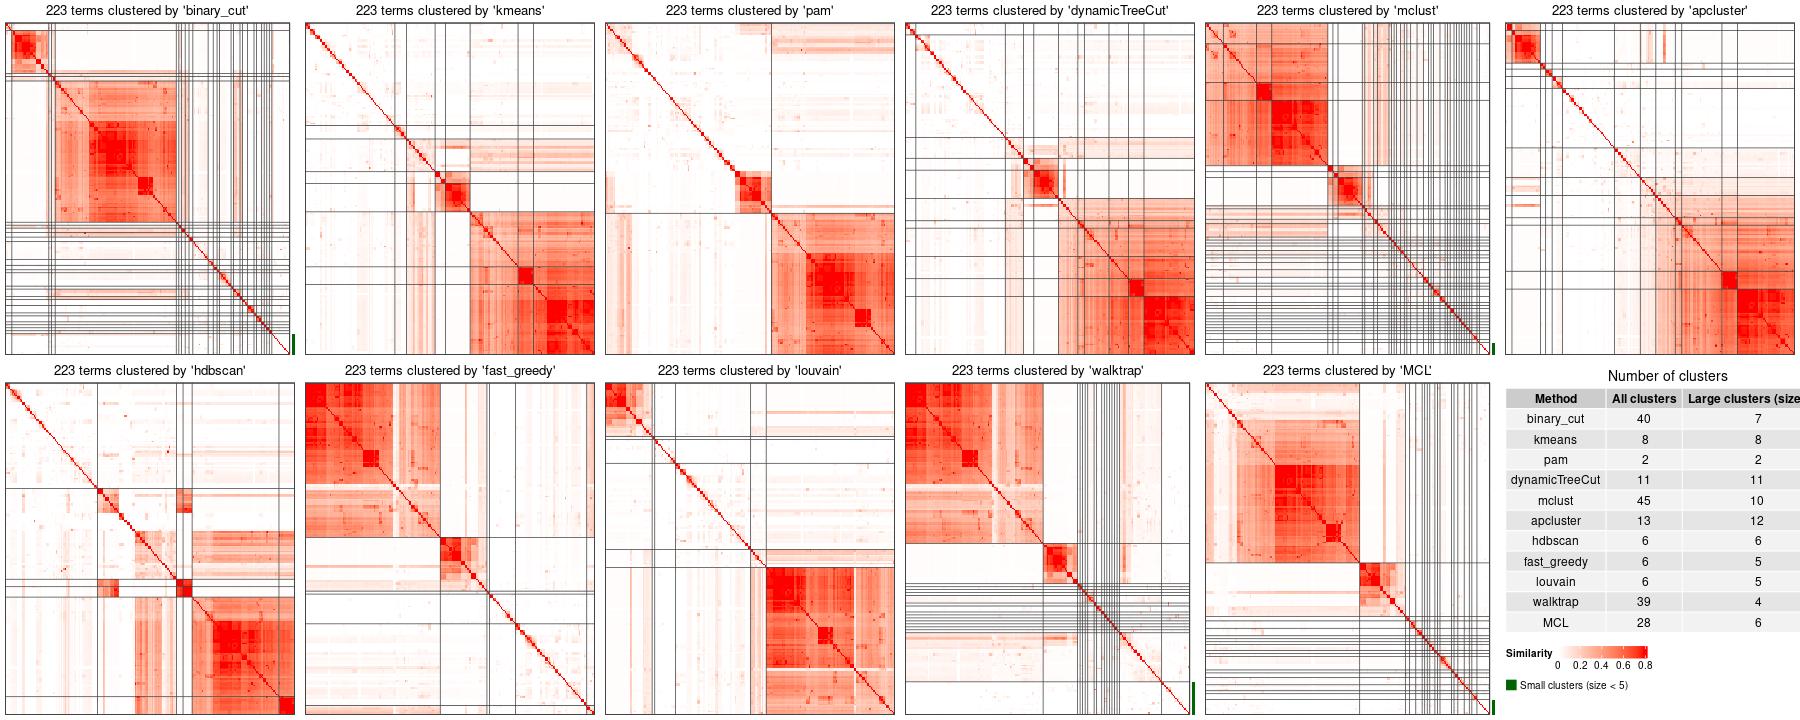 223 terms clustered by 'binary_cut'
223 terms clustered by 'kmeans'
223 terms clustered by 'pam'
223 terms clustered by 'dynamicTreeCut'
223 terms clustered by 'mclust'
223 terms clustered by 'apcluster'
223 terms clustered by 'hdbscan'
223 terms clustered by 'fast_greedy'
223 terms clustered by 'louvain'
223 terms clustered by 'walktrap'
223 terms clustered by 'MCL'
Number of clusters
Method All clusters Large clusters (size
binary_cut 40 7
kmeans 8 8
pam 2 2
dynamicTreeCut 11 11
mclust 45 10
apcluster 13 12
hdbscan 6 6
fast_greedy 6 5
louvain 6 5
walktrap 39 4
MCL 28 6
Similarity
0 0.2 0.4 0.6 0.8
Small clusters (size < 5)